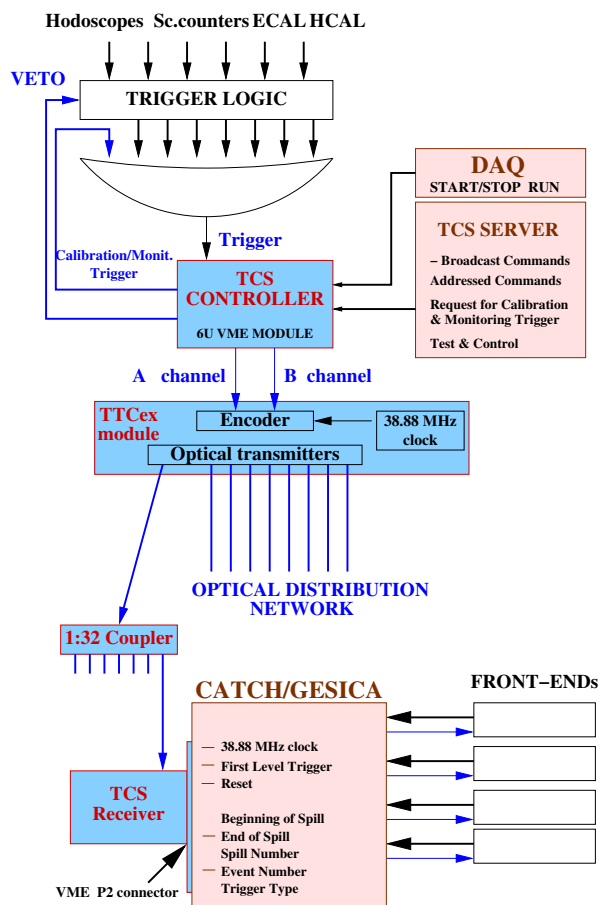 Hodoscopes Sc.counters ECAL HCAL
VETO
TRIGGER LOGIC
DAQ
START/STOP RUN
TCS SERVER
– Broadcast Commands
Addressed Commands
Request for Calibration
& Monitoring Trigger
Test & Control
Trigger
Calibration/Monit.
Trigger
TCS
CONTROLLER
6U VME MODULE
A channel
B channel
TTCex
module
Encoder
38.88 MHz
clock
Optical transmitters
OPTICAL DISTRIBUTION
NETWORK
1:32 Coupler
CATCH/GESICA
FRONT–ENDs
— 38.88 MHz clock
— First Level Trigger
— Reset
Beginning of Spill
— End of Spill
Spill Number
— Event Number
Trigger Type
TCS
Receiver
VME P2 connector